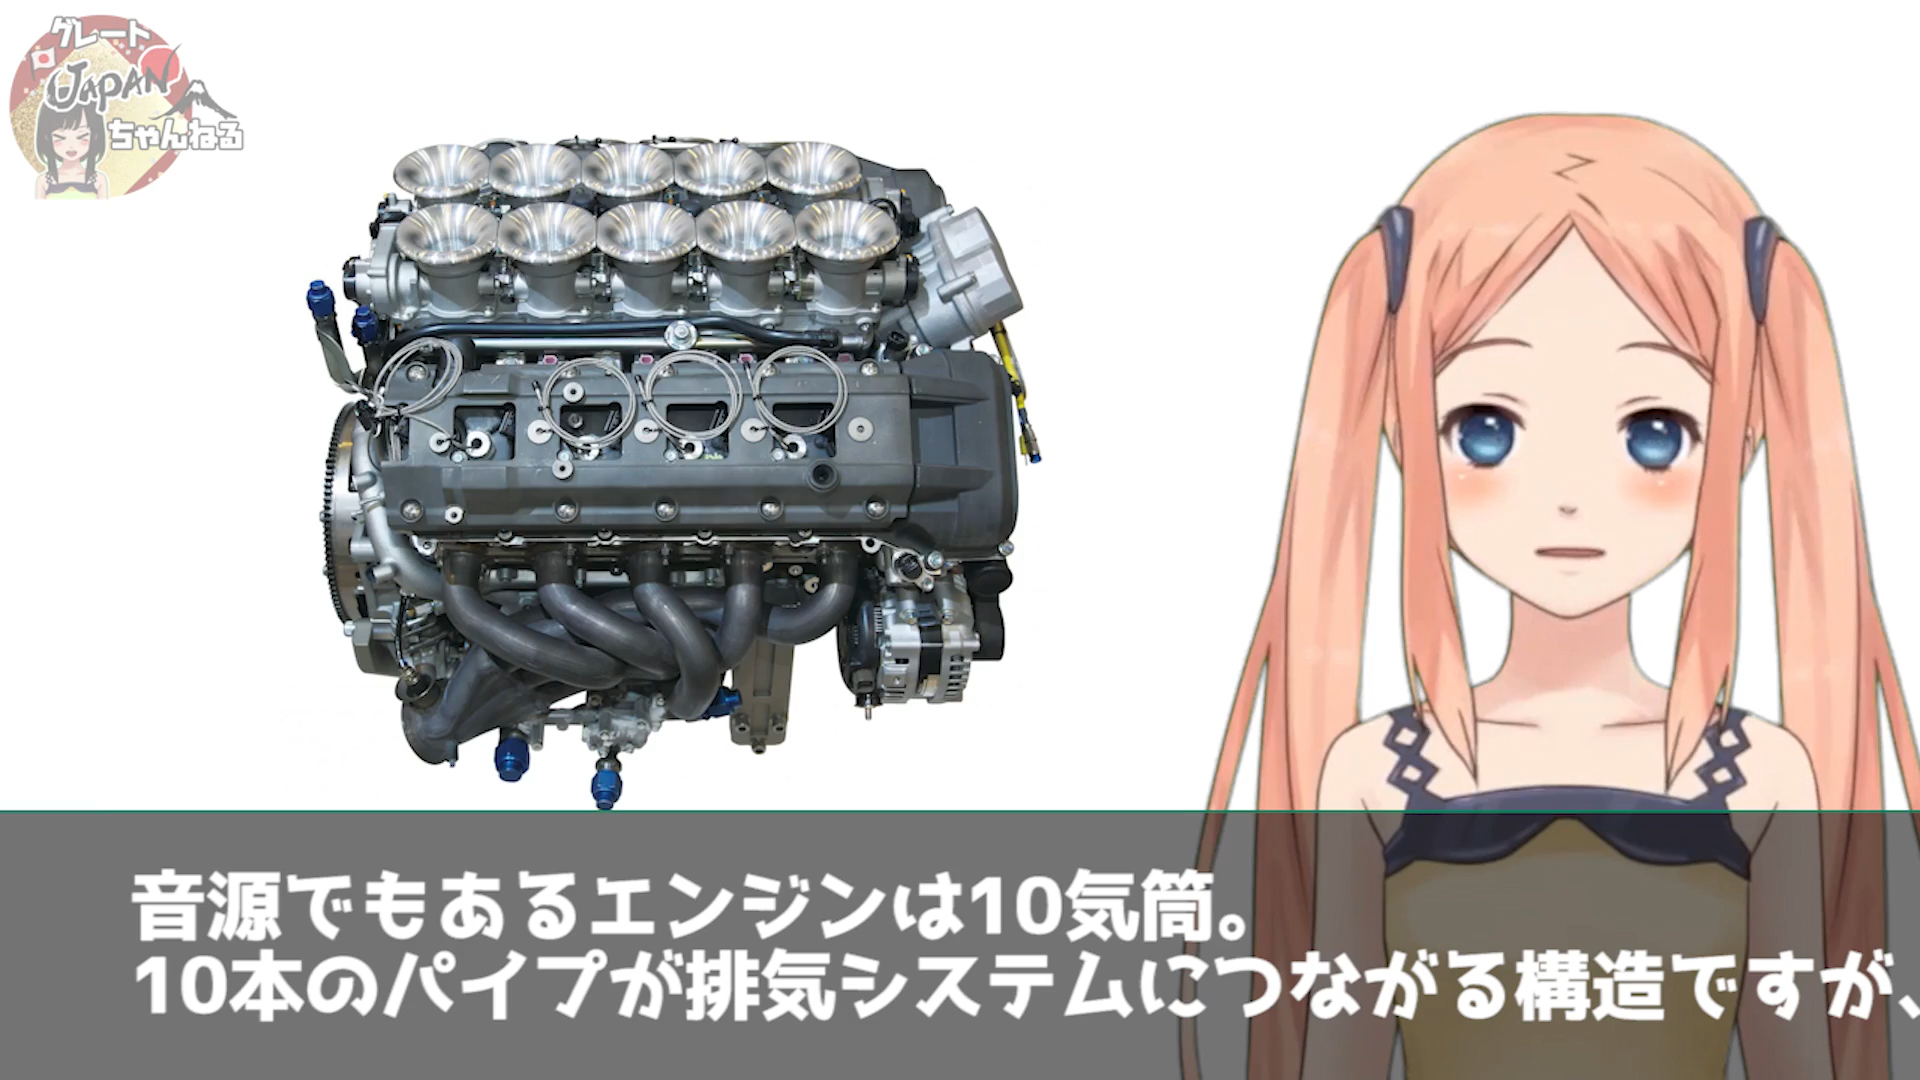 グレート
JAPAN
ちゃんねる
音源でもあるエンジンは10気筒。
10本のパイプが排気システムにつながる構造ですが、